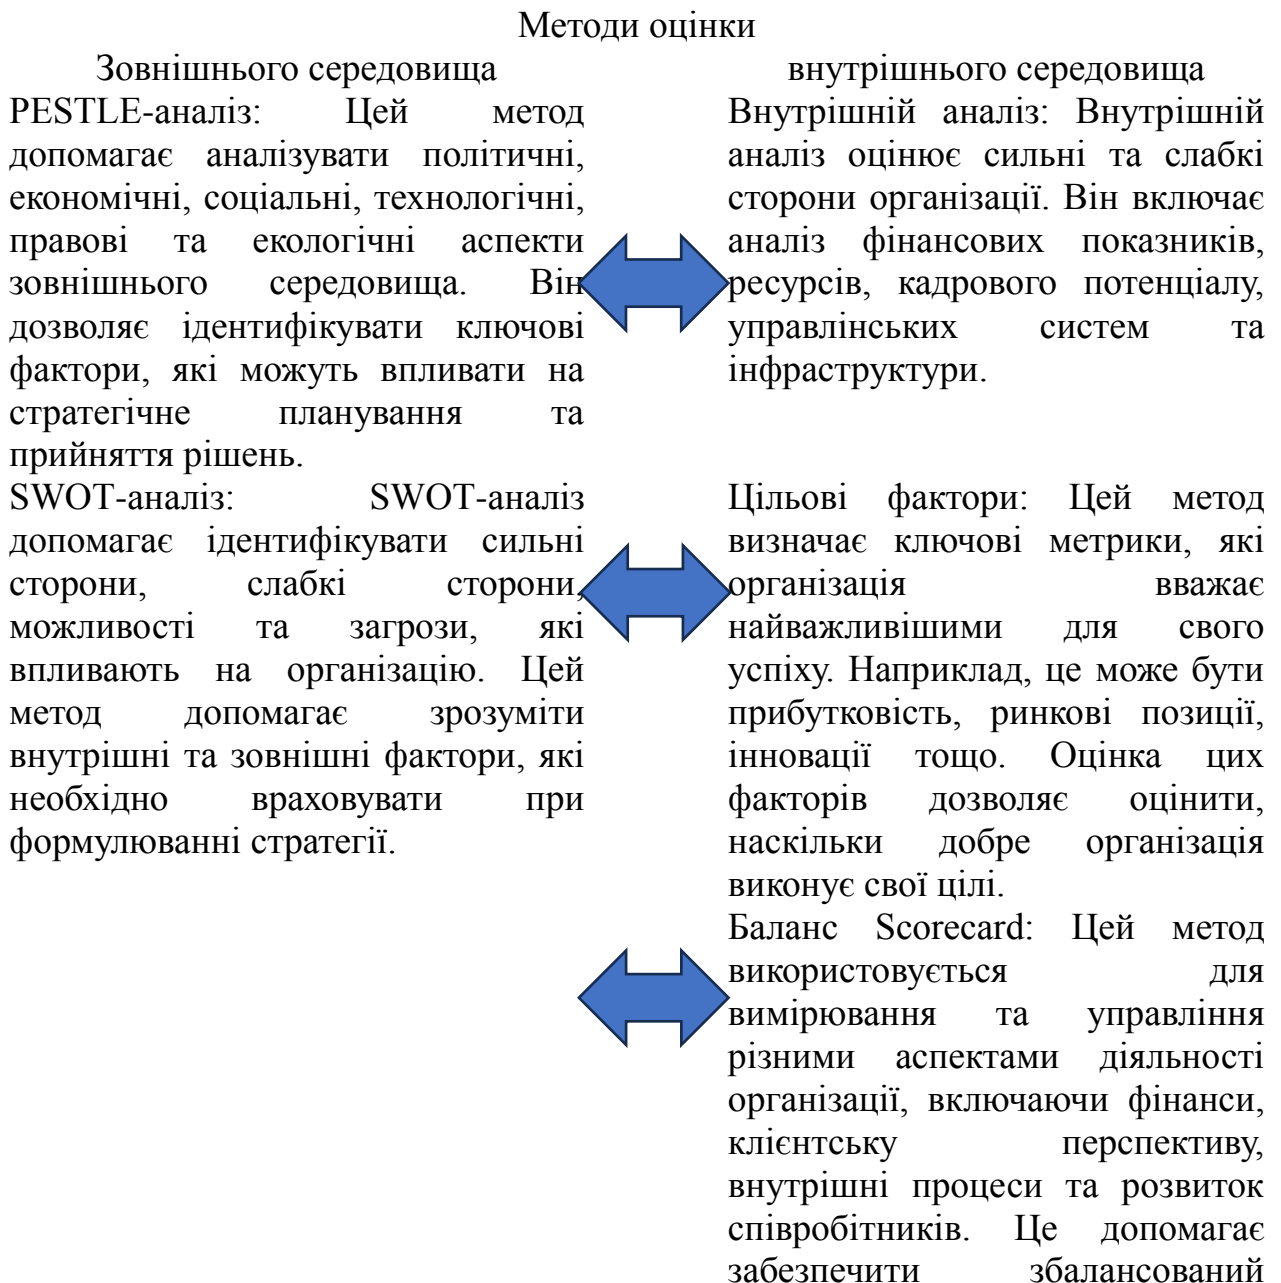 Методи оцінки
Зовнішнього середовища
внутрішнього середовища
PESTLE-аналіз: Цей метод
допомагає аналізувати політичні,
економічні, соціальні, технологічні,
правові та екологічні аспекти
зовнішнього середовища. Він
дозволяє ідентифікувати ключові
фактори, які можуть впливати на
стратегічне планування та
прийняття рішень.
Внутрішній аналіз: Внутрішній
аналіз оцінює сильні та слабкі
сторони організації. Він включає
аналіз фінансових показників,
ресурсів, кадрового потенціалу,
управлінських систем та
інфраструктури.
SWOT-аналіз: SWOT-аналіз
допомагає ідентифікувати сильні
сторони, слабкі сторони,
можливості та загрози, які
впливають на організацію. Цей
метод допомагає зрозуміти
внутрішні та зовнішні фактори, які
необхідно враховувати при
формулюванні стратегії.
Цільові фактори: Цей метод
визначає ключові метрики, які
організація вважає
найважливішими для свого
успіху. Наприклад, це може бути
прибутковість, ринкові позиції,
інновації тощо. Оцінка цих
факторів дозволяє оцінити,
наскільки добре організація
виконує свої цілі.
Баланс Scorecard: Цей метод
використовується для
вимірювання та управління
різними аспектами діяльності
організації, включаючи фінанси,
клієнтську перспективу,
внутрішні процеси та розвиток
співробітників. Це допомагає
забезпечити збалансований